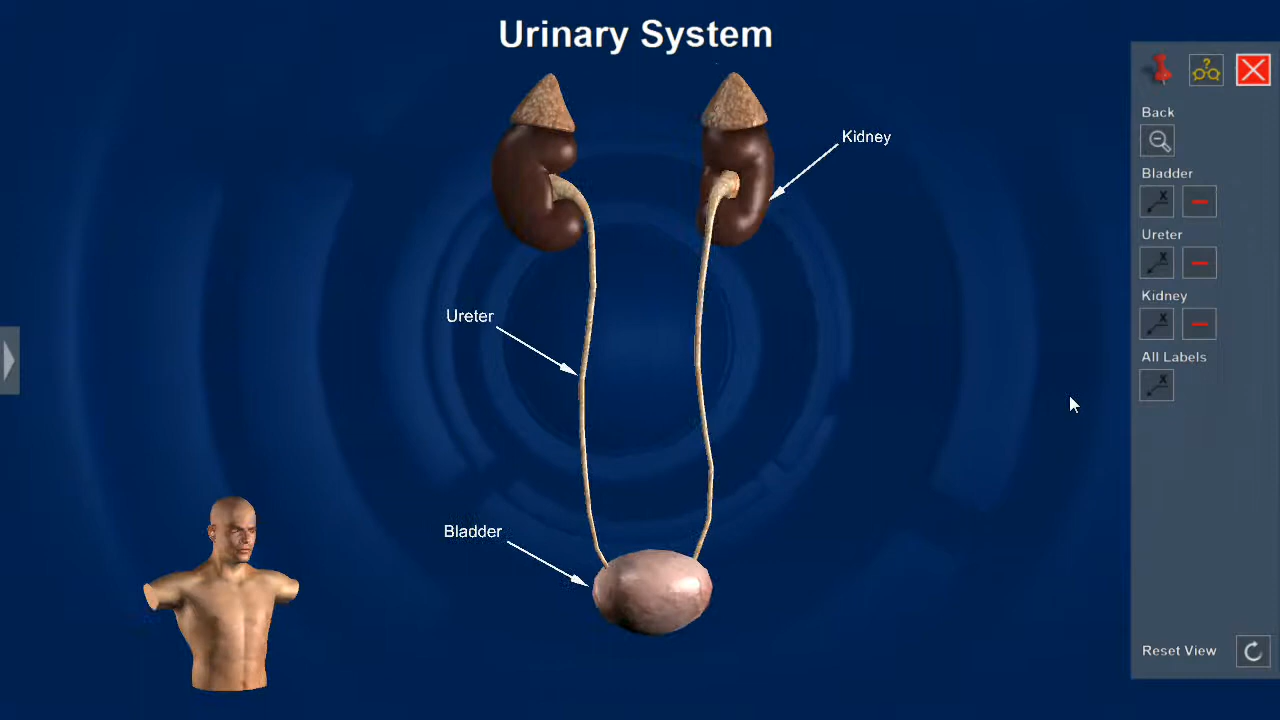 Urinary System
Kidney
Ureter
Bladder
Back
Bladder
Ureter
Kidney
All Labels
Reset View